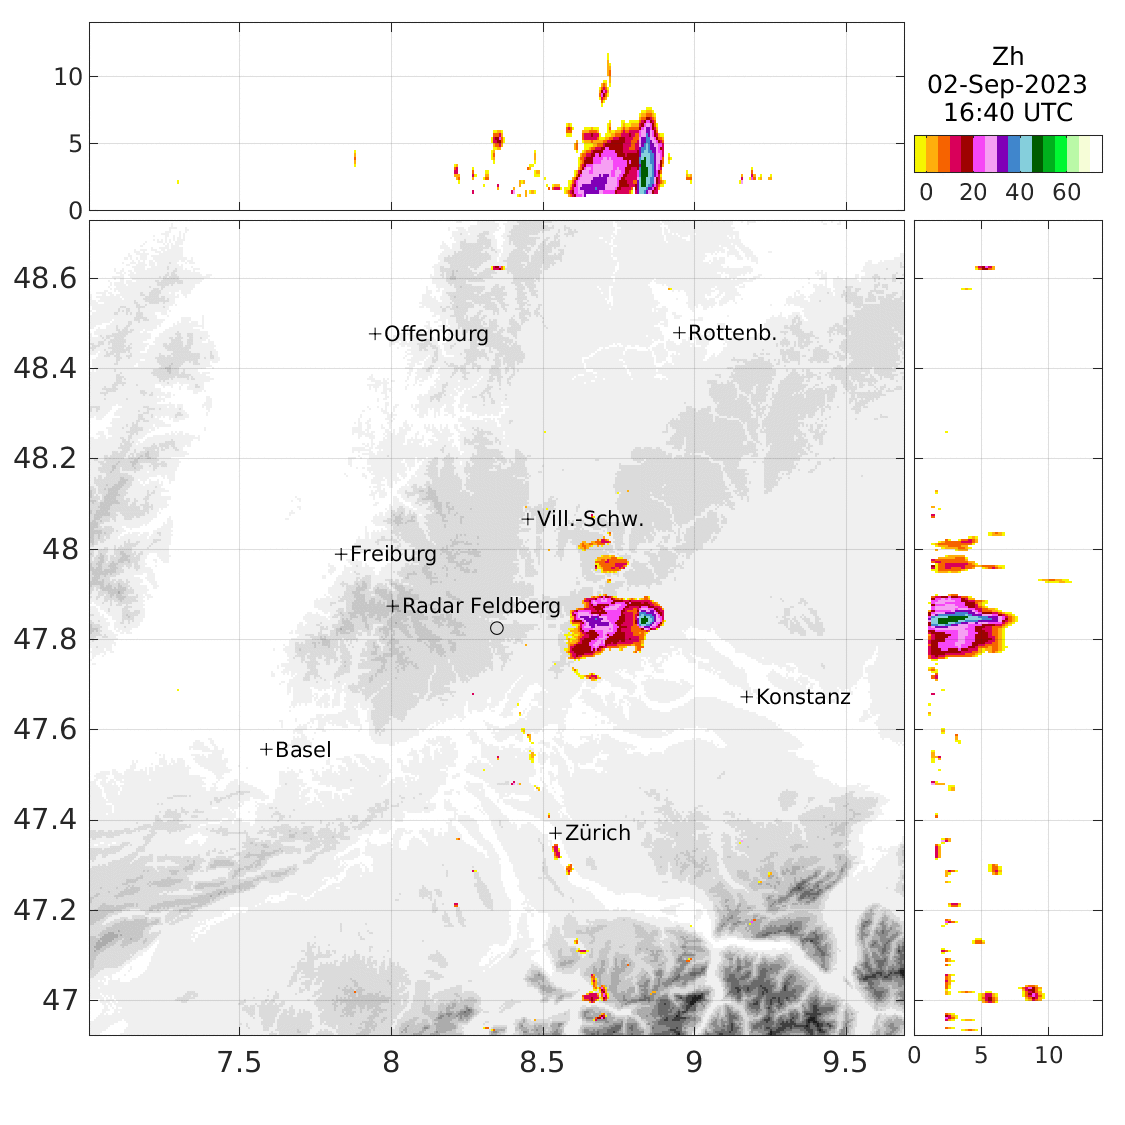 10
5
0
Zh
02-Sep-2023
16:40 UTC
0 20 40 60
48.6
48.4
48.2
48
47.8
47.6
47.4
47.2
47
+Offenburg
+Rottenb.
+Vill.-Schw.
+Freiburg
+Radar Feldberg
+Konstanz
+Basel
+Zürich
7.5 8 8.5 9 9.5
0 5 10